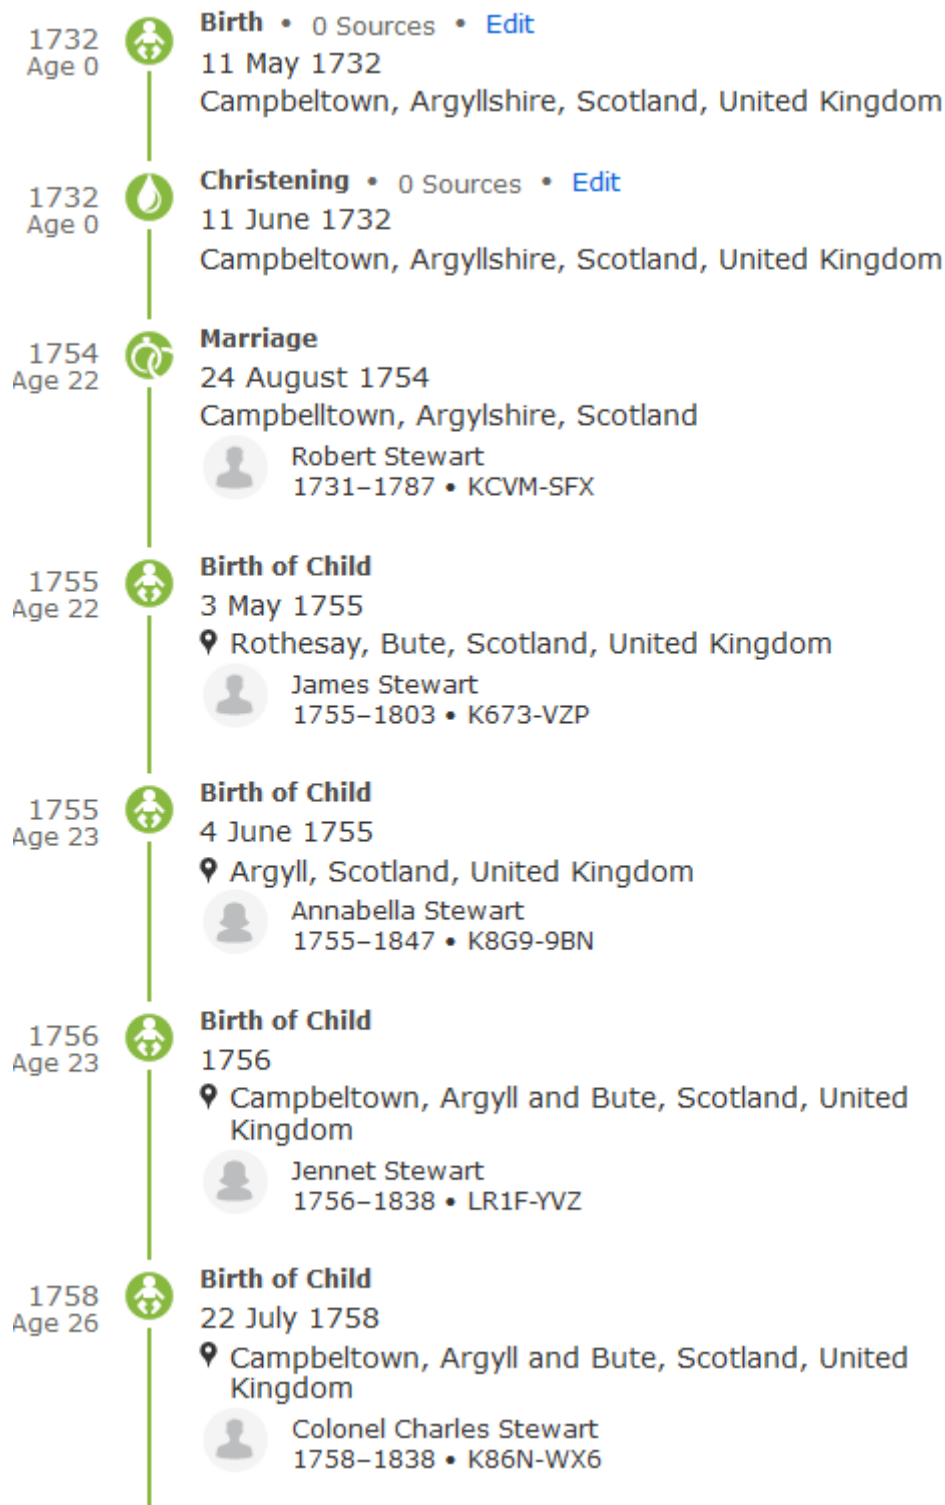 1732
Age 0
Birth • 0 Sources • Edit
11 May 1732
Campbeltown, Argyllshire, Scotland, United Kingdom
1732
Age 0
Christening • 0 Sources • Edit
11 June 1732
Campbeltown, Argyllshire, Scotland, United Kingdom
1754
Age 22
Marriage
24 August 1754
Campbelltown, Argylshire, Scotland
Robert Stewart
1731–1787 • KCVM-SFX
1755
Age 22
Birth of Child
3 May 1755
Rothesay, Bute, Scotland, United Kingdom
James Stewart
1755–1803 • K673-VZP
1755
Age 23
Birth of Child
4 June 1755
Argyll, Scotland, United Kingdom
Annabella Stewart
1755–1847 • K8G9-9BN
1756
Age 23
Birth of Child
1756
Campbeltown, Argyll and Bute, Scotland, United
Kingdom
Jennet Stewart
1756–1838 • LR1F-YVZ
1758
Age 26
Birth of Child
22 July 1758
Campbeltown, Argyll and Bute, Scotland, United
Kingdom
Colonel Charles Stewart
1758–1838 • K86N-WX6